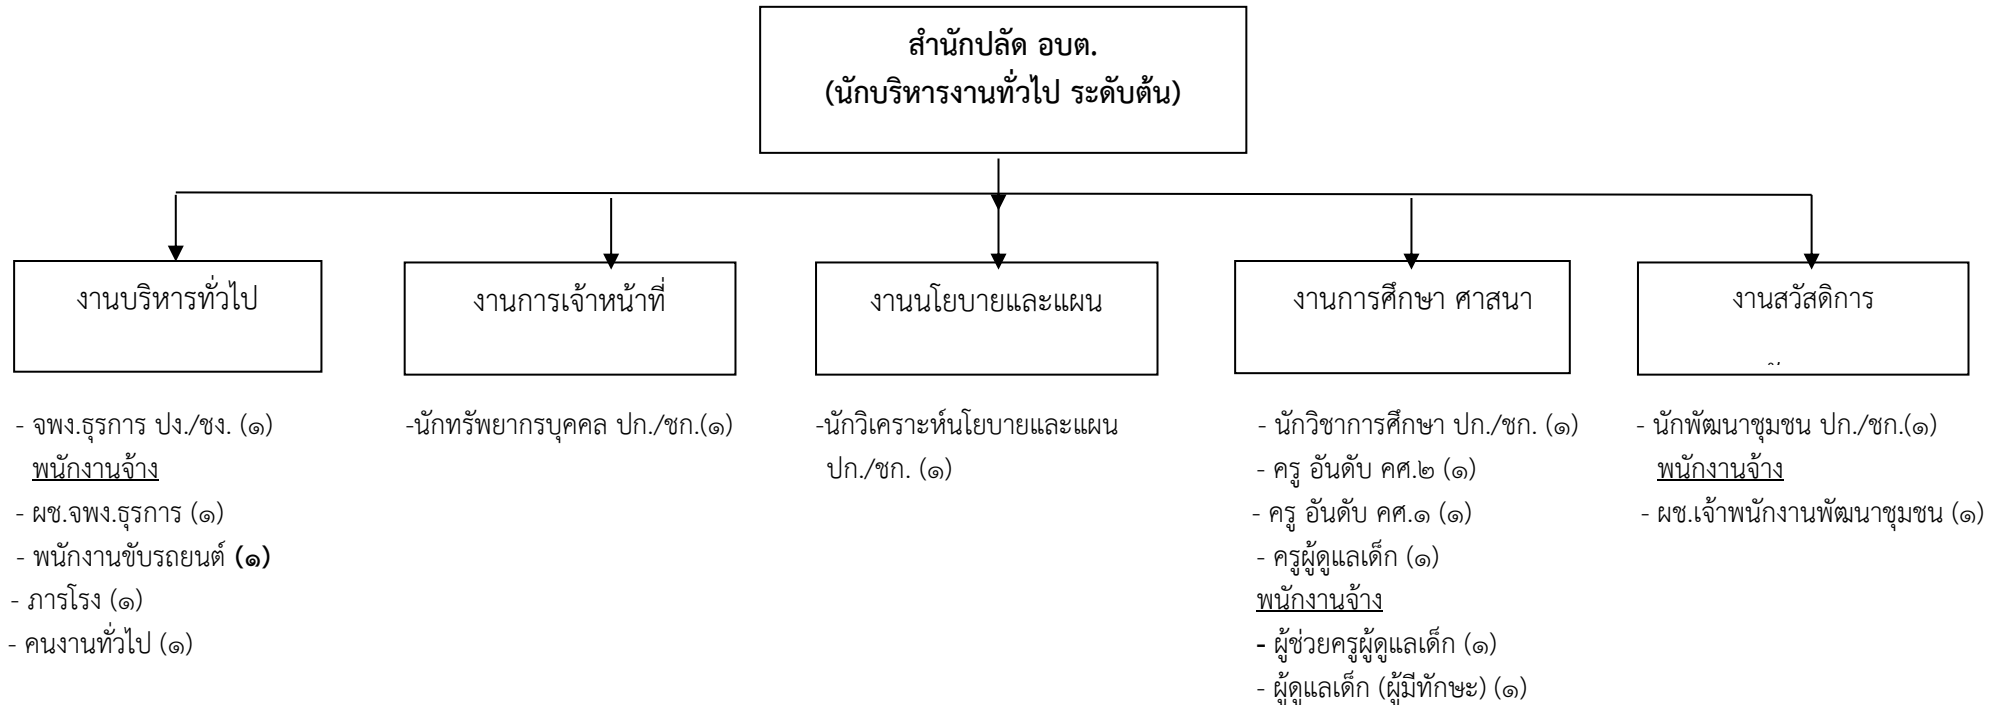 สำนักปลัด อบต.
(นักบริหารงานทั่วไป ระดับต้น)
งานบริหารทั่วไป
งานการเจ้าหน้าที่
งานนโยบายและแผน
งานการศึกษา ศาสนา
งานสวัสดิการ
- จพง.ธุรการ ปง./ชง. (๑)
พนักงานจ้าง
- ผช.จพง.ธุรการ (๑)
- พนักงานขับรถยนต์ (๑)
- ภารโรง (๑)
- คนงานทั่วไป (๑)
-นักทรัพยากรบุคคล ปก./ชก.(๑)
-นักวิเคราะห์นโยบายและแผน
ปก./ชก. (๑)
- นักวิชาการศึกษา ปก./ชก. (๑)
- ครู อันดับ คศ.๒ (๑)
- ครู อันดับ คศ.๑ (๑)
- ครูผู้ดูแลเด็ก (๑)
พนักงานจ้าง
- ผู้ช่วยครูผู้ดูแลเด็ก (๑)
- ผู้ดูแลเด็ก (ผู้มีทักษะ) (๑)
- นักพัฒนาชุมชน ปก./ชก.(๑)
พนักงานจ้าง
- ผช.เจ้าพนักงานพัฒนาชุมชน (๑)